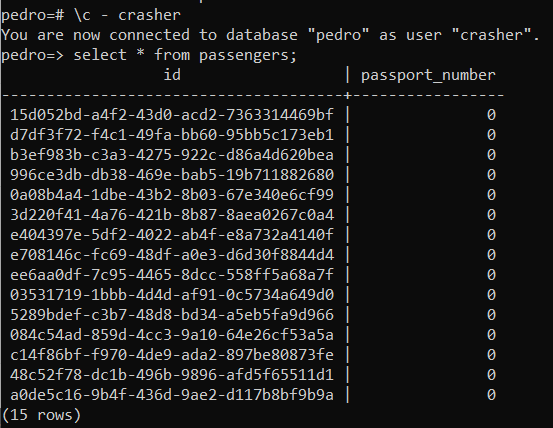 pedro=# \c - crasher
You are now connected to database "pedro" as user "crasher".
pedro=> select * from passengers;
id | passport_number
--------------------------------------+-----------------
15d052bd-a4f2-43d0-acd2-7363314469bf | 0
d7df3f72-f4c1-49fa-bb60-95bb5c173eb1 | 0
b3ef983b-c3a3-4275-922c-d86a4d620bea | 0
996ce3db-db38-469e-bab5-19b711882680 | 0
0a08b4a4-1dbe-43b2-8b03-67e340e6cf99 | 0
3d220f41-4a76-421b-8b87-8aea0267c0a4 | 0
e404397e-5df2-4022-ab4f-e8a732a4140f | 0
e708146c-fc69-48df-a0e3-d6d30f8844d4 | 0
ee6aa0df-7c95-4465-8dcc-558ff5a68a7f | 0
03531719-1bbb-4d4d-af91-0c5734a649d0 | 0
5289bdef-c3b7-48d8-bd34-a5eb5fa9d966 | 0
084c54ad-859d-4cc3-9a10-64e26cf53a5a | 0
c14f86bf-f970-4de9-ada2-897be80873fe | 0
48c52f78-dc1b-496b-9896-afd5f65511d1 | 0
a0de5c16-9b4f-436d-9ae2-d117b8bf9b9a | 0
(15 rows)